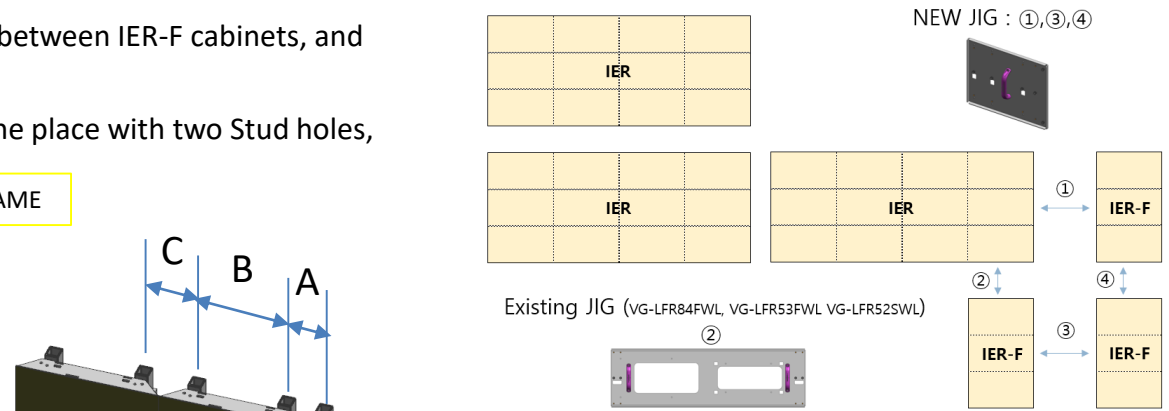 between IER-F cabinets, and
he place with two Stud holes,
AME
C
B
A
IER
NEW JIG : ①,③,④
IER
IER
①
IER-F
②
④
Existing JIG (VG-LFR84FWL, VG-LFR53FWL VG-LFR52SWL)
②
IER-F
③
IER-F